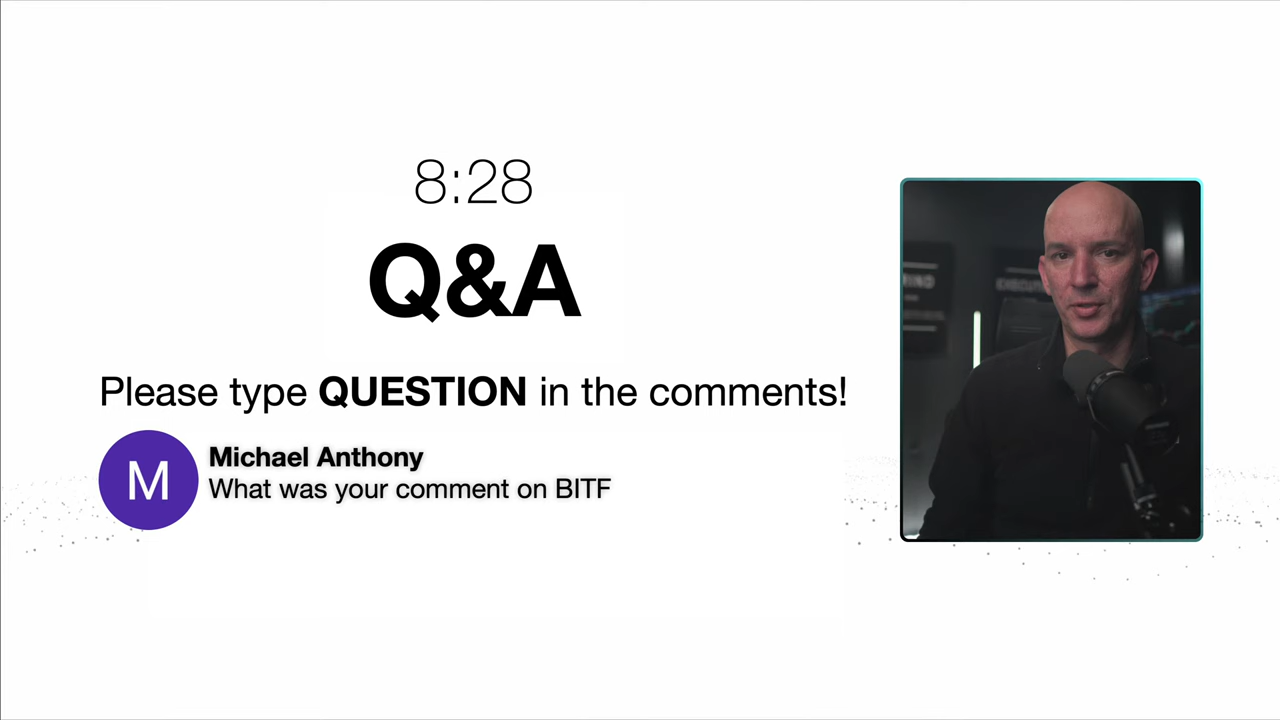 8:28
Q&A
Please type QUESTION in the comments!
M
Michael Anthony
What was your comment on BITF